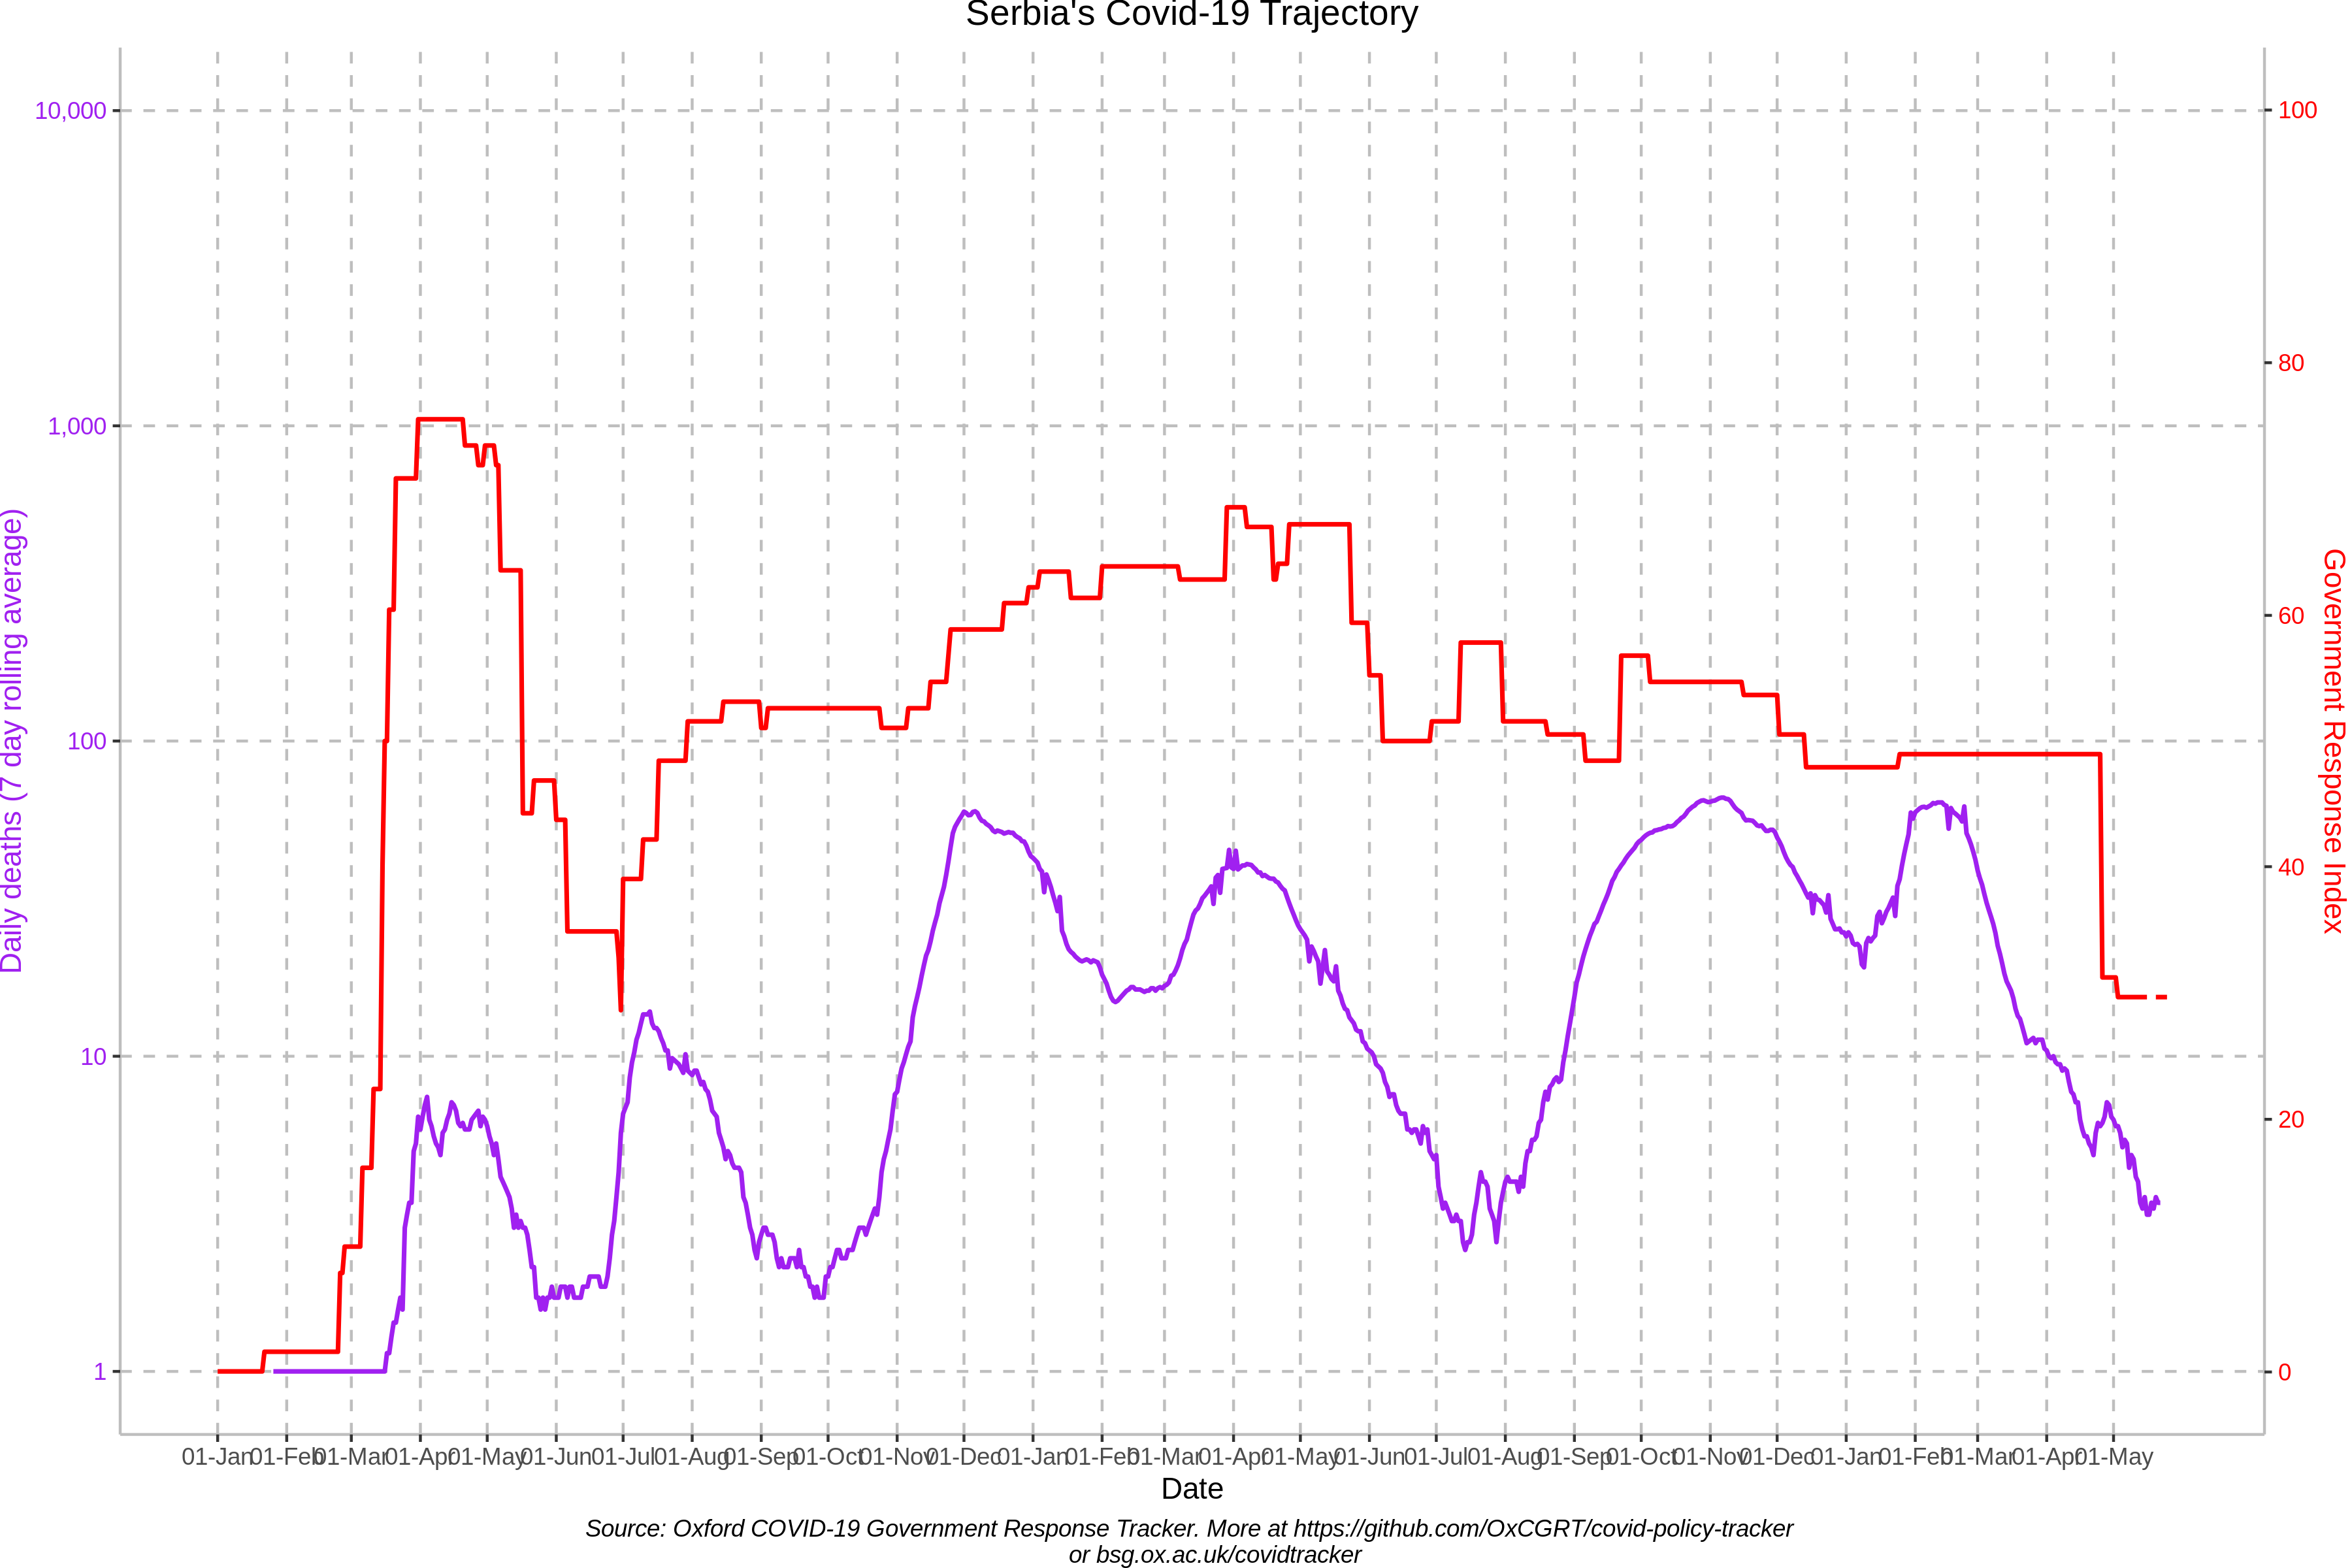 Serbia's Covid-19 Trajectory
10,000
1,000
100
10
1
Daily deaths (7 day rolling average)
100
80
60
40
20
0
Government Response Index
01-Jan 01-Feb 01-Mar 01-Apr 01-May 01-Jun 01-Jul 01-Aug 01-Sep 01-Oct 01-Nov 01-Dec 01-Jan 01-Feb 01-Mar 01-Apr 01-May 01-Jun 01-Jul 01-Aug 01-Sep 01-Oct 01-Nov 01-Dec 01-Jan 01-Feb 01-Mar 01-Apr 01-May
Date
Source: Oxford COVID-19 Government Response Tracker. More at https://github.com/OxCGRT/covid-policy-tracker
or bsg.ox.ac.uk/covidtracker